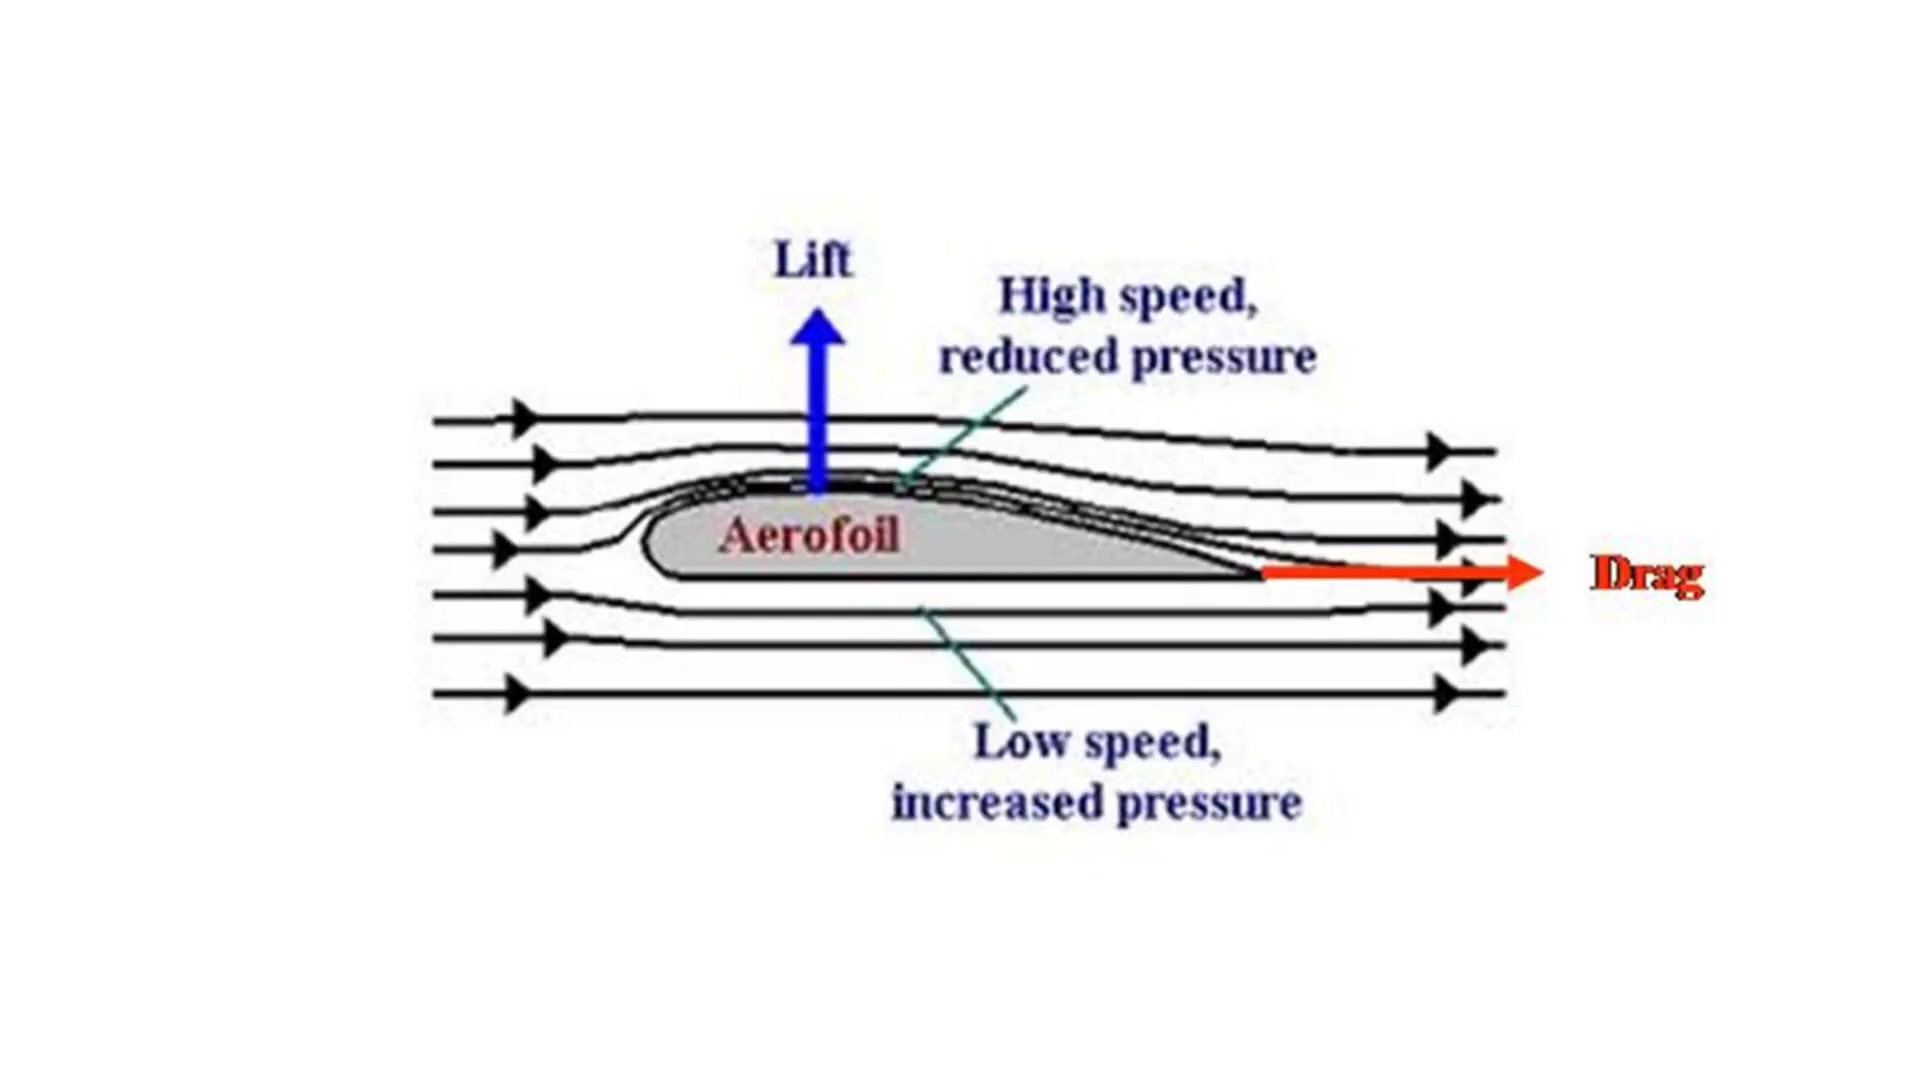 Lift
High speed,
reduced pressure
Aerofoil
Drag
Low speed,
increased pressure